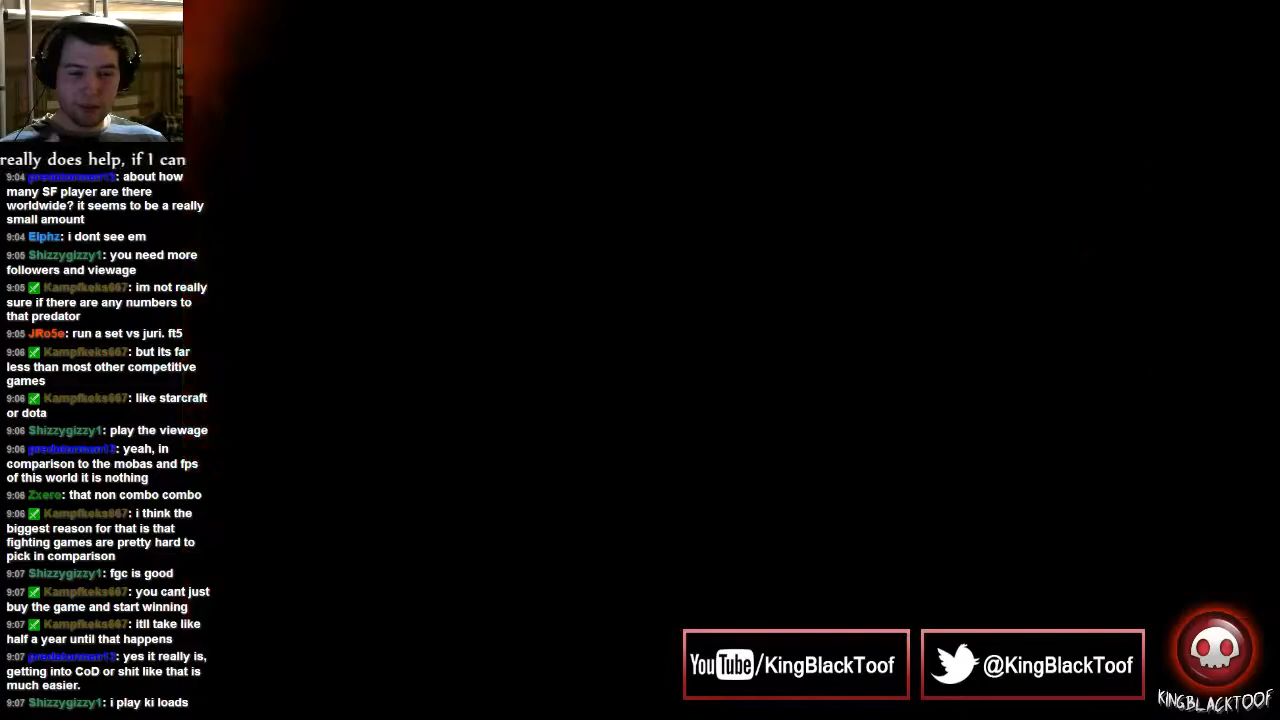 really does help, if I can
9:04 predatorman13: about how
many SF player are there
worldwide? it seems to be a really
small amount
9:04 Elphz: i dont see em
9:05 Shizzygizzy1: you need more
followers and viewage
9:05 Kampfkeks667: im not really
sure if there are any numbers to
that predator
9:05 JRo5e: run a set vs juri. ft5
9:06 Kampfkeks667: but its far
less than most other competitive
games
9:06 Kampfkeks667: like starcraft
or dota
9:06 Shizzygizzy1: play the viewage
9:06 predatorman13: yeah, in
comparison to the mobas and fps
of this world it is nothing
9:06 Zxero: that non combo combo
9:06 Kampfkeks667: i think the
biggest reason for that is that
fighting games are pretty hard to
pick in comparison
9:07 Shizzygizzy1: fgc is good
9:07 Kampfkeks667: you cant just
buy the game and start winning
9:07 Kampfkeks667: itll take like
half a year until that happens
9:07 predatorman13: yes it really is,
getting into CoD or shit like that is
much easier.
9:07 Shizzygizzy1: i play ki loads
YouTube/KingBlackToof
@KingBlackToof
KINGBLACKTOOF